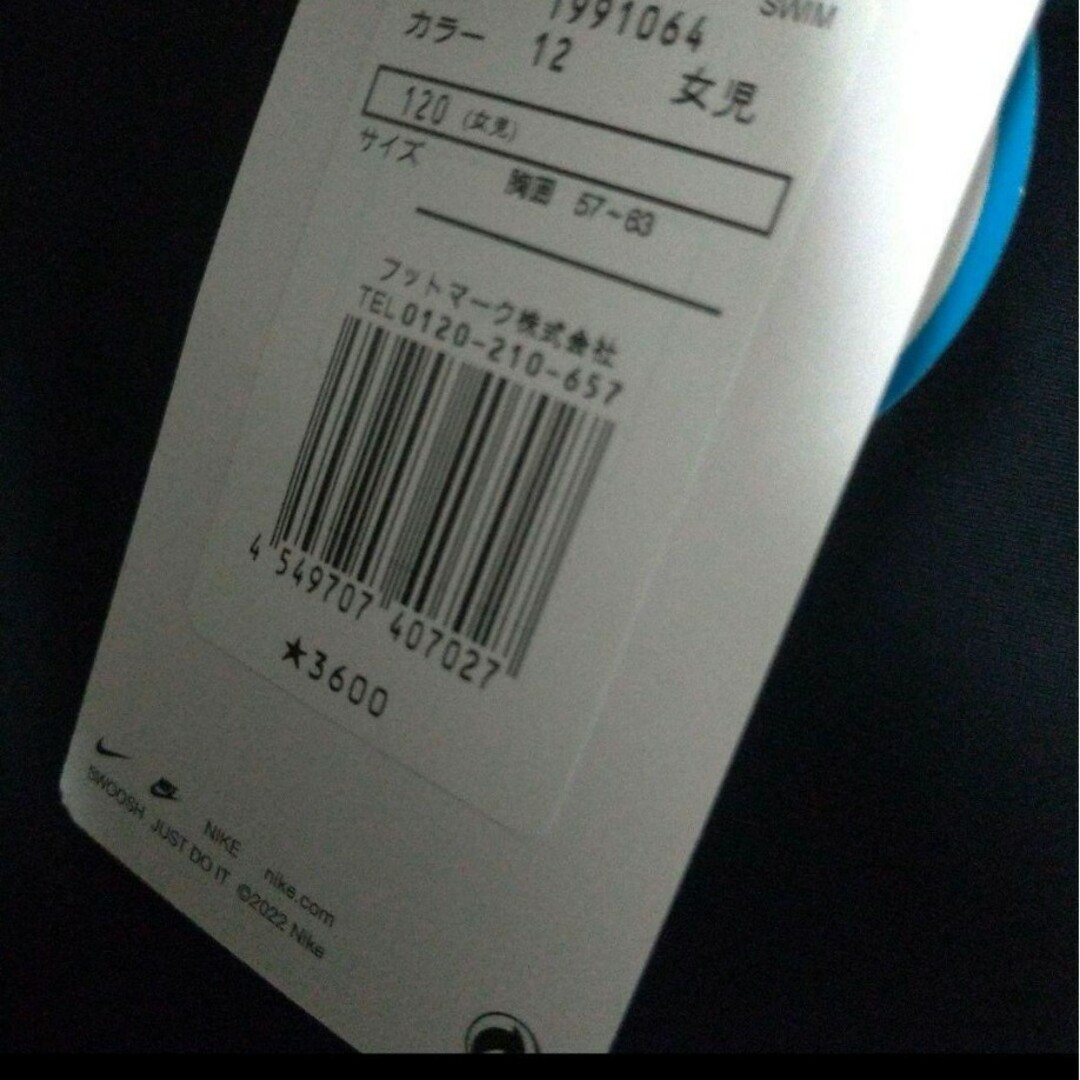 SWIM
1991064
カラー 12 女児
120 (女児)
サイズ
胸囲 57~63
フットマーク株式会社
TEL0120-210-657
4 549707 407027
★3600
NIKE nike.com
SWOOSH JUST DO IT ©2022 Nike